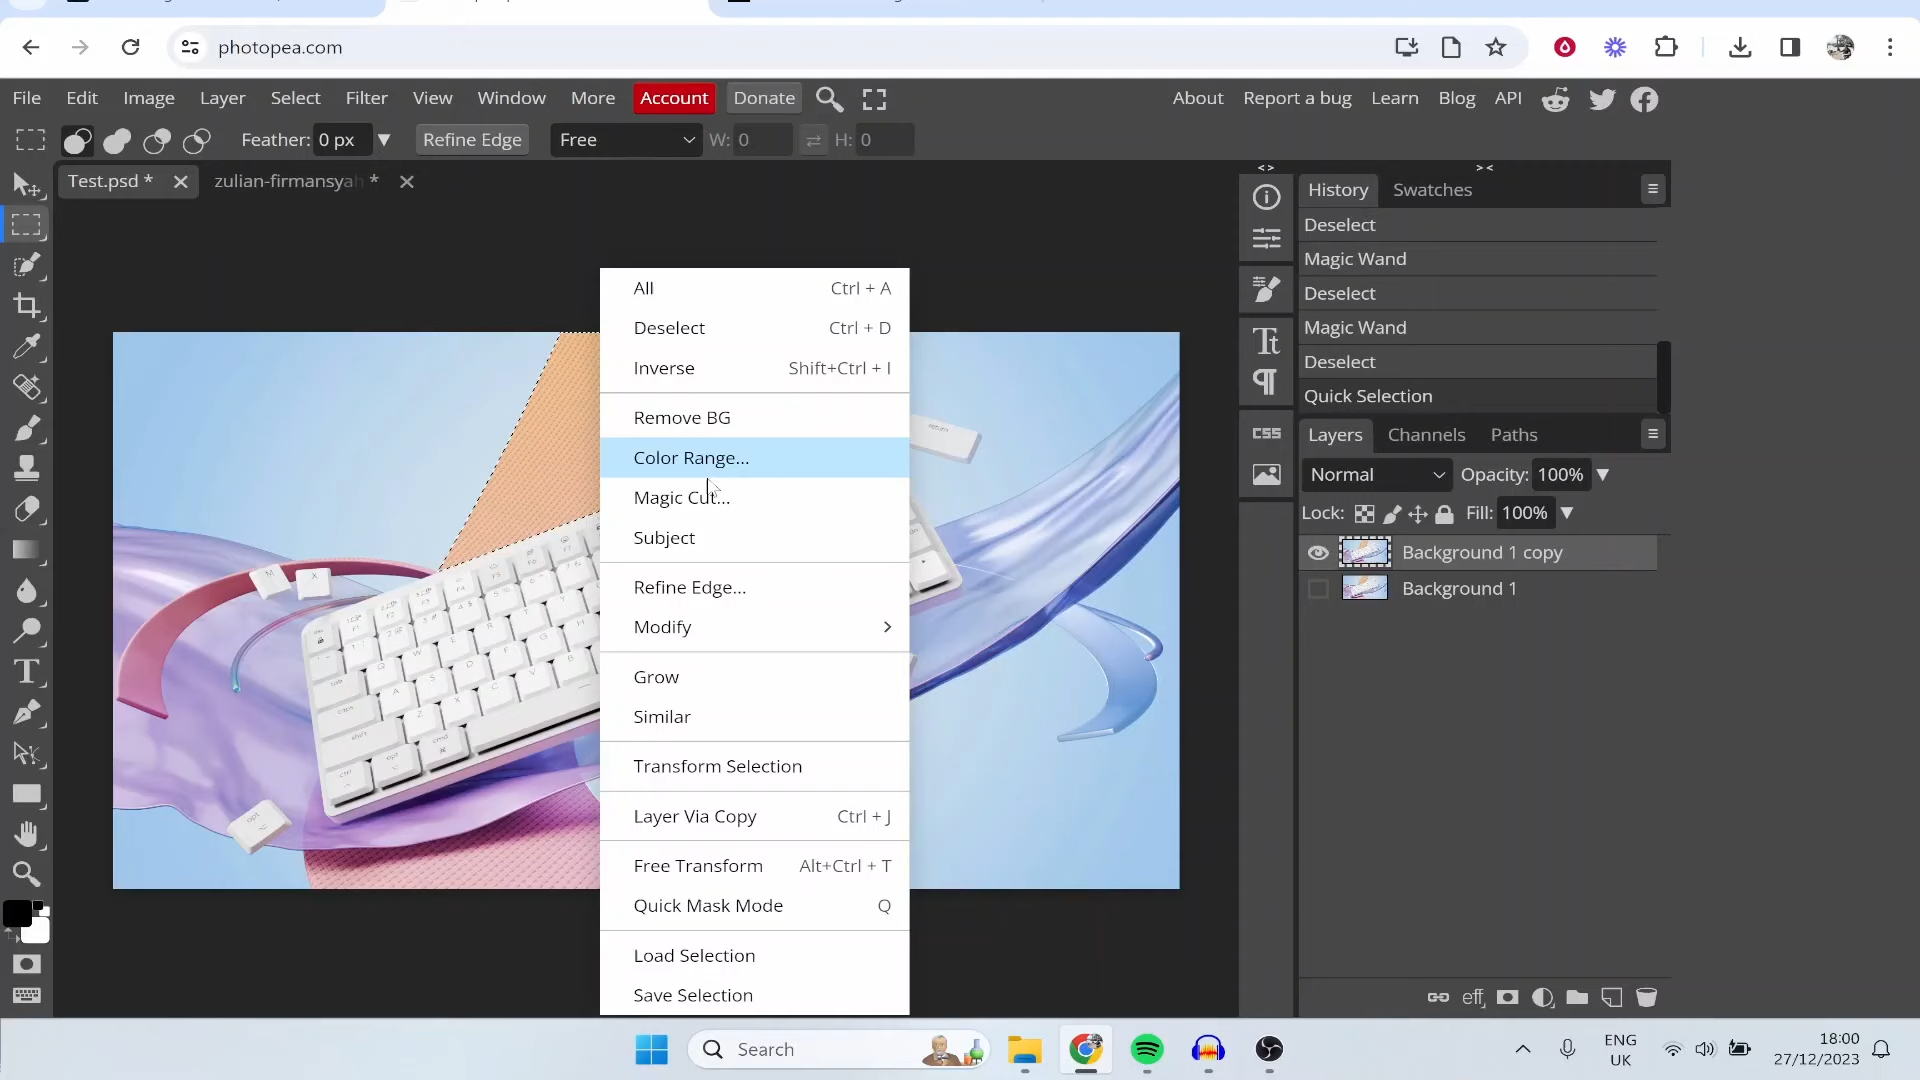 photopea.com
File Edit Image Layer Select Filter View Window More Account Donate About Report a bug Learn Blog API
Feather: 0 px Refine Edge Free W: 0 H: 0
Test.psd * zulian-firmansyah *
History Swatches
Deselect
Magic Wand
Deselect
Magic Wand
Deselect
Quick Selection
All Ctrl + A
Deselect Ctrl + D
Inverse Shift+Ctrl + I
Remove BG
Color Range...
Magic Cut...
Subject
Refine Edge...
Modify
Grow
Similar
Transform Selection
Layer Via Copy Ctrl + J
Free Transform Alt+Ctrl + T
Quick Mask Mode Q
Load Selection
Save Selection
CSS
Layers Channels Paths
Normal Opacity: 100%
Lock: Fill: 100%
Background 1 copy
Background 1
eff
Search
ENG
UK
18:00
27/12/2023